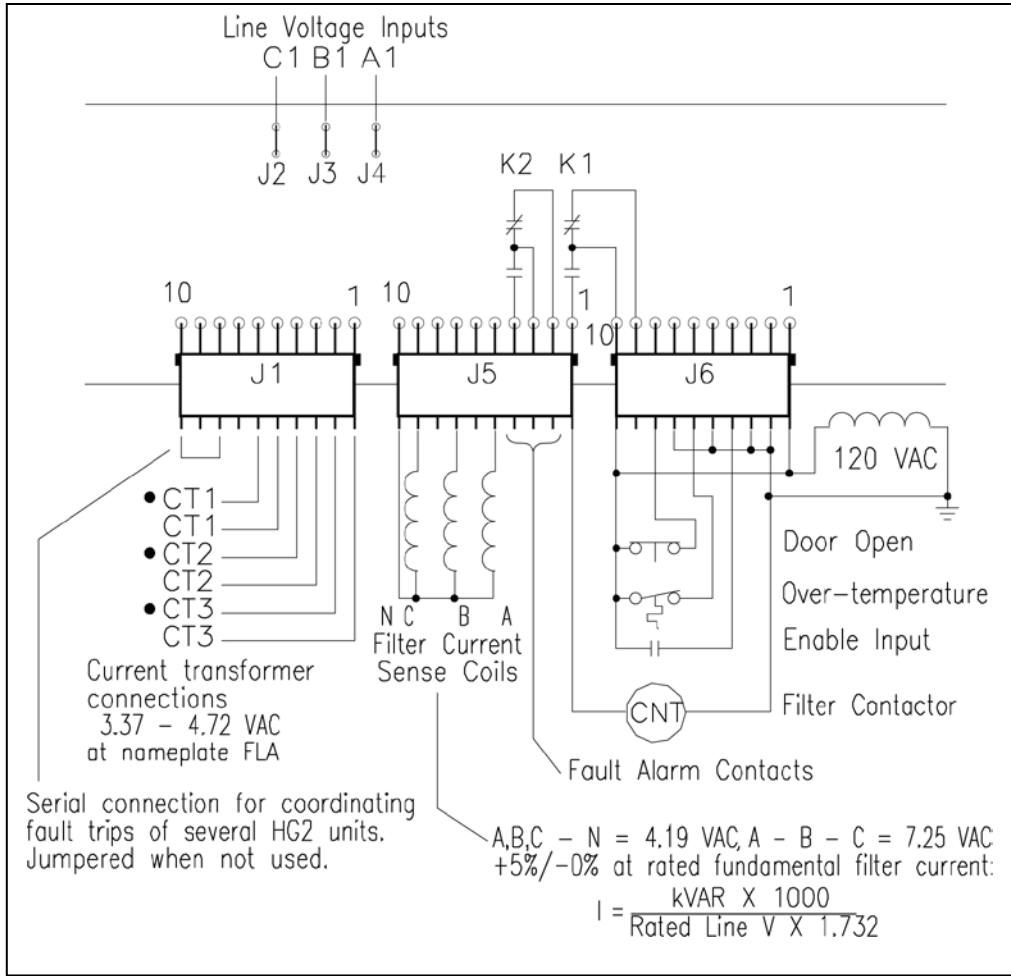 Line Voltage Inputs
C1 B1 A1
J2 J3 J4
K2 K1
10 1
10 1
10 1
J1
J5
J6
120 VAC
CT1
CT1
CT2
CT2
CT3
CT3
N C B A
Filter Current
Sense Coils
Door Open
Over-temperature
Enable Input
CNT
Filter Contactor
Current transformer
connections
3.37 - 4.72 VAC
at nameplate FLA
Fault Alarm Contacts
Serial connection for coordinating
fault trips of several HG2 units.
Jumpered when not used.
A,B,C - N = 4.19 VAC, A - B - C = 7.25 VAC
+5%/-0% at rated fundamental filter current:
I = kVAR X 1000
Rated Line V X 1.732